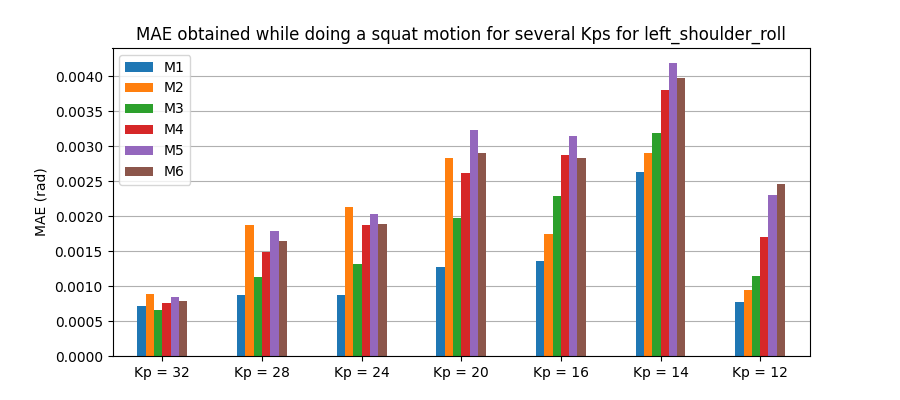 MAE obtained while doing a squat motion for several Kps for left_shoulder_roll
M1
M2
M3
M4
M5
M6
MAE (rad)
0.0040
0.0035
0.0030
0.0025
0.0020
0.0015
0.0010
0.0005
0.0000
Kp = 32 Kp = 28 Kp = 24 Kp = 20 Kp = 16 Kp = 14 Kp = 12